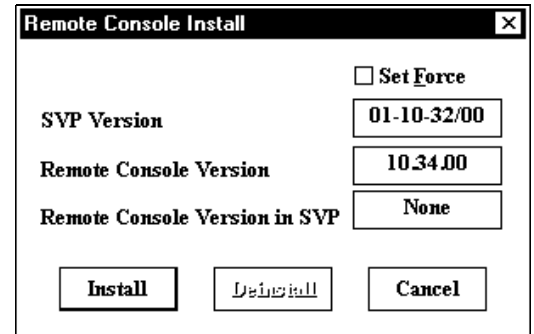 Remote Console Install
Set Force
SVP Version 01-10-32/00
Remote Console Version 10.34.00
Remote Console Version in SVP None
Install Deinstall Cancel